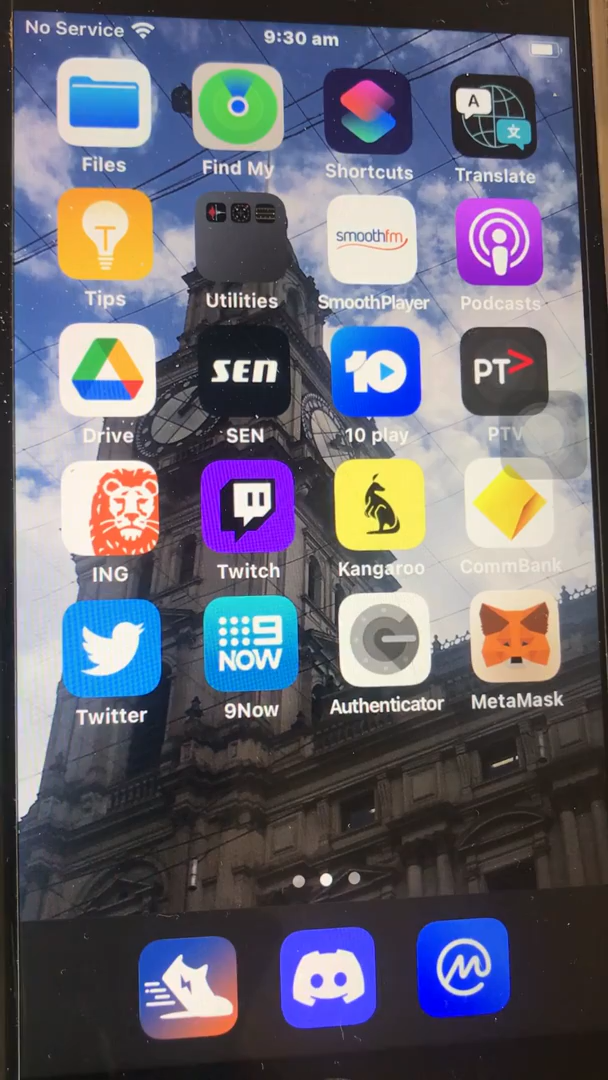 No Service 9:30 am
A 文
Files Find My Shortcuts Translate
T smoothfm
Tips Utilities SmoothPlayer Podcasts
SEN 10 PT>
Drive SEN 10 play PTV
ING Twitch Kangaroo CommBank
9
NOW
Twitter 9Now Authenticator MetaMask